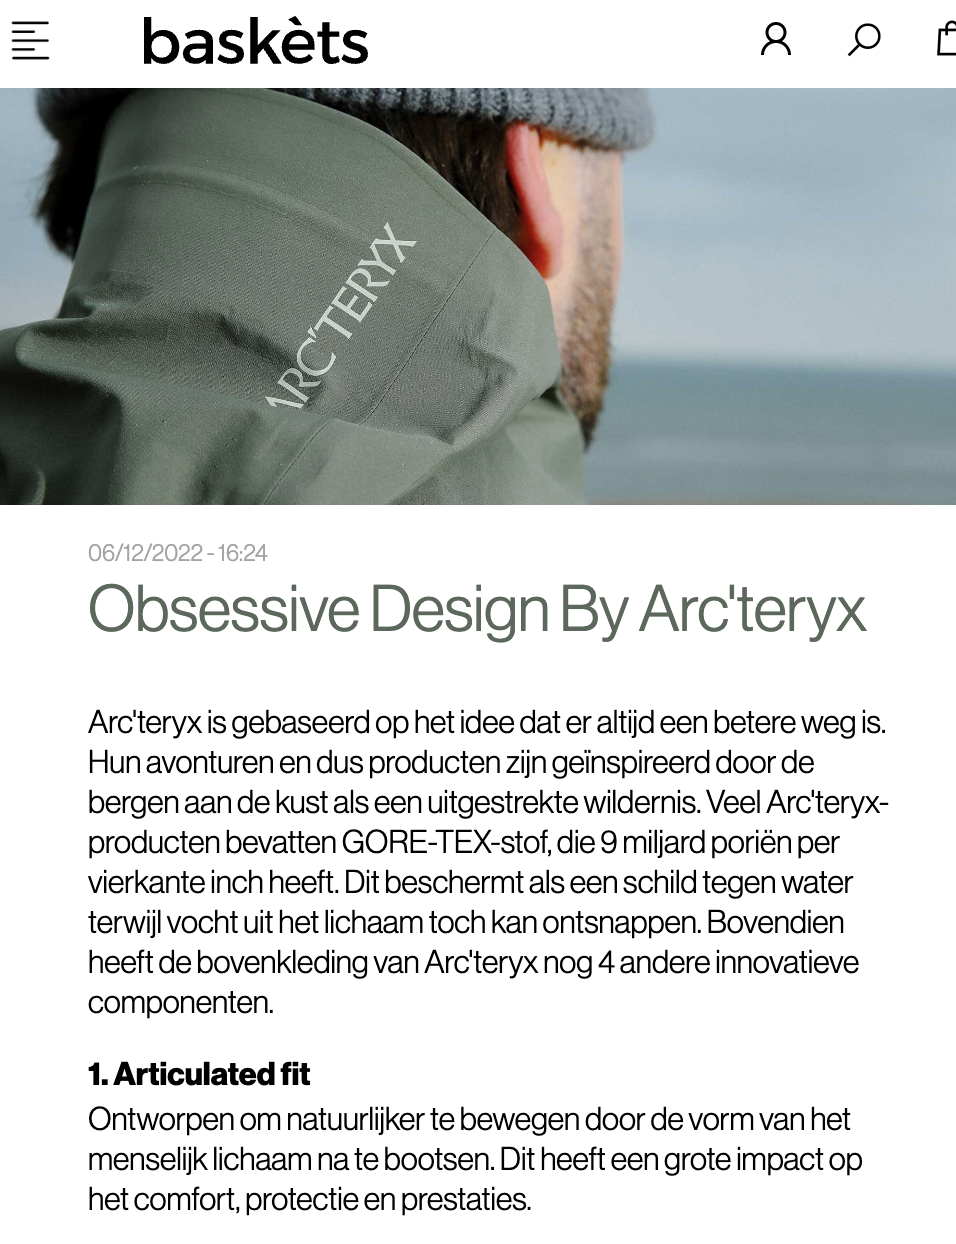 baskèts
ARC'TERYX
06/12/2022 - 16:24
Obsessive Design By Arc'teryx
Arc'teryx is gebaseerd op het idee dat er altijd een betere weg is.
Hun avonturen en dus producten zijn geïnspireerd door de
bergen aan de kust als een uitgestrekte wildernis. Veel Arc'teryx-
producten bevatten GORE-TEX-stof, die 9 miljard poriën per
vierkante inch heeft. Dit beschermt als een schild tegen water
terwijl vocht uit het lichaam toch kan ontsnappen. Bovendien
heeft de bovenkleding van Arc'teryx nog 4 andere innovatieve
componenten.
1. Articulated fit
Ontworpen om natuurlijker te bewegen door de vorm van het
menselijk lichaam na te bootsen. Dit heeft een grote impact op
het comfort, protectie en prestaties.